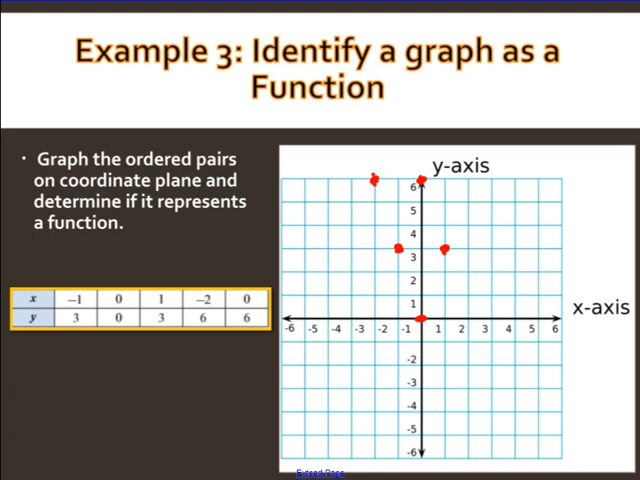 Example 3: Identify a graph as a
Function
• Graph the ordered pairs
on coordinate plane and
determine if it represents
a function.
x –1 0 1 –2 0
y 3 0 3 6 6
y-axis
6
5
4
3
2
1
x-axis
-6 -5 -4 -3 -2 -1 1 2 3 4 5 6
-2
-3
-4
-5
-6
Extend Page